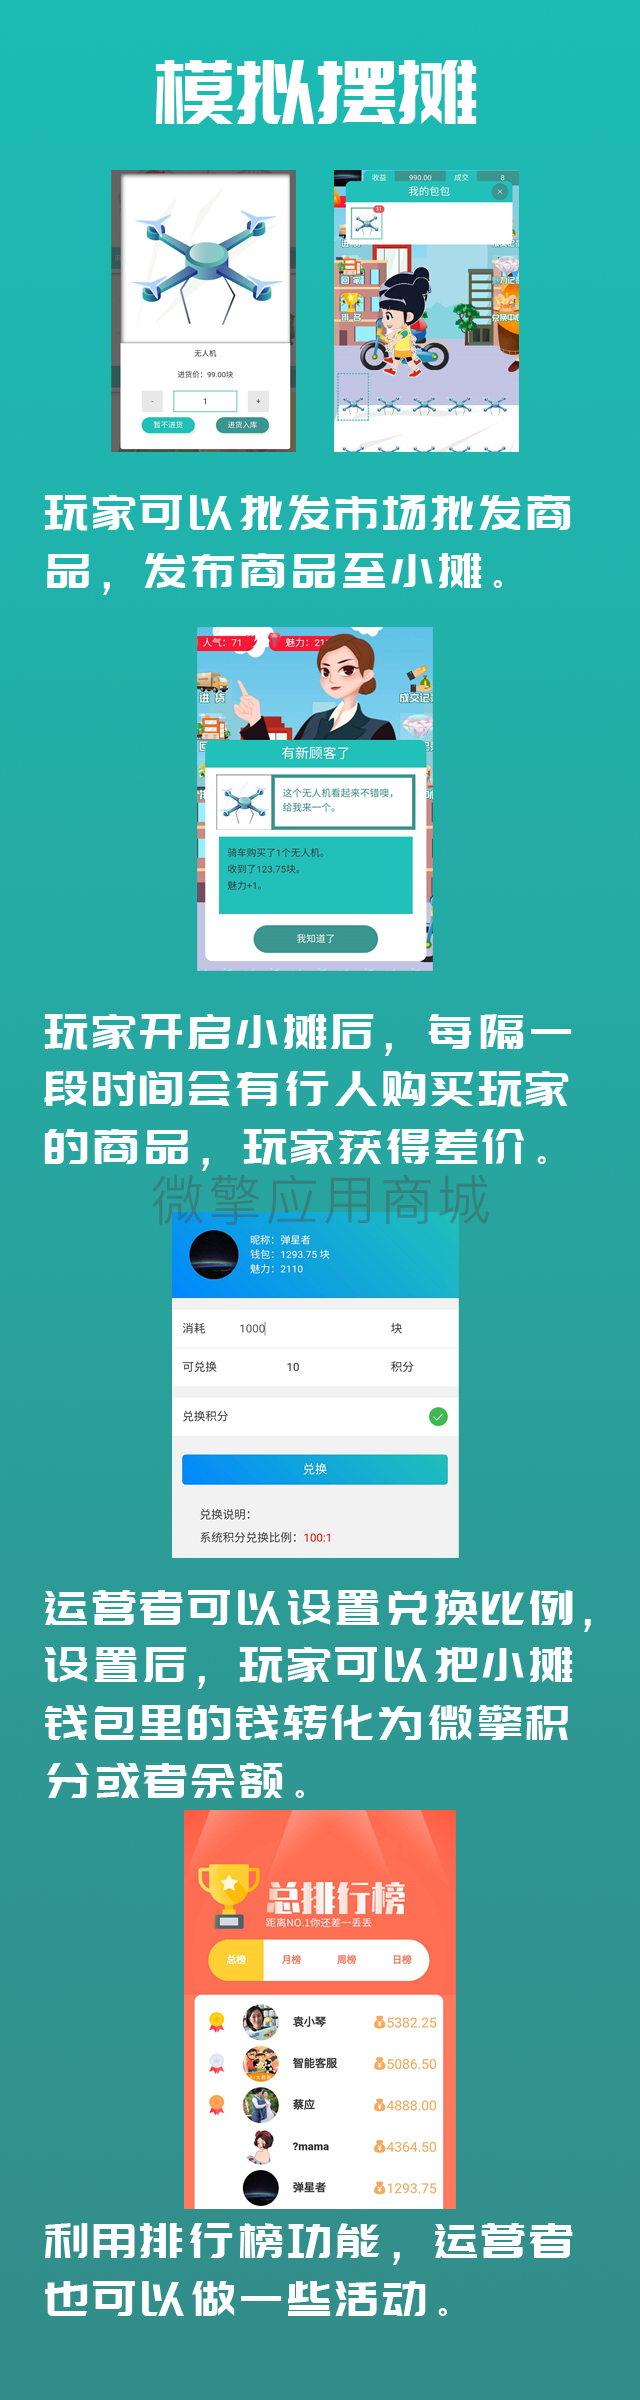 模拟摆摊
无人机
进货价：99.00块
- 1 +
暂不进货 进货入库
收益 990.00 成交 8
我的包包
回家
排名
兑换中心
玩家可以批发市场批发商
品，发布商品至小摊。
人气：71 魅力：211
进货
成交记录
有新顾客了
这个无人机看起来不错噢，
给我来一个。
骑车购买了1个无人机。
收到了123.75块。
魅力+1。
我知道了
玩家开启小摊后，每隔一
段时间会有行人购买玩家
的商品，玩家获得差价。
微擎应用商城
昵称：弹星者
钱包：1293.75 块
魅力：2110
消耗 1000 块
可兑换 10 积分
兑换积分
兑换
兑换说明：
系统积分兑换比例：100:1
运营者可以设置兑换比例，
设置后，玩家可以把小摊
钱包里的钱转化为微擎积
分或者余额。
总排行榜
距离NO.1你还差一丢丢
总榜 月榜 周榜 日榜
袁小琴 5382.25
智能客服 5086.50
蔡应 4888.00
?mama 4364.50
弹星者 1293.75
利用排行榜功能，运营者
也可以做一些活动。